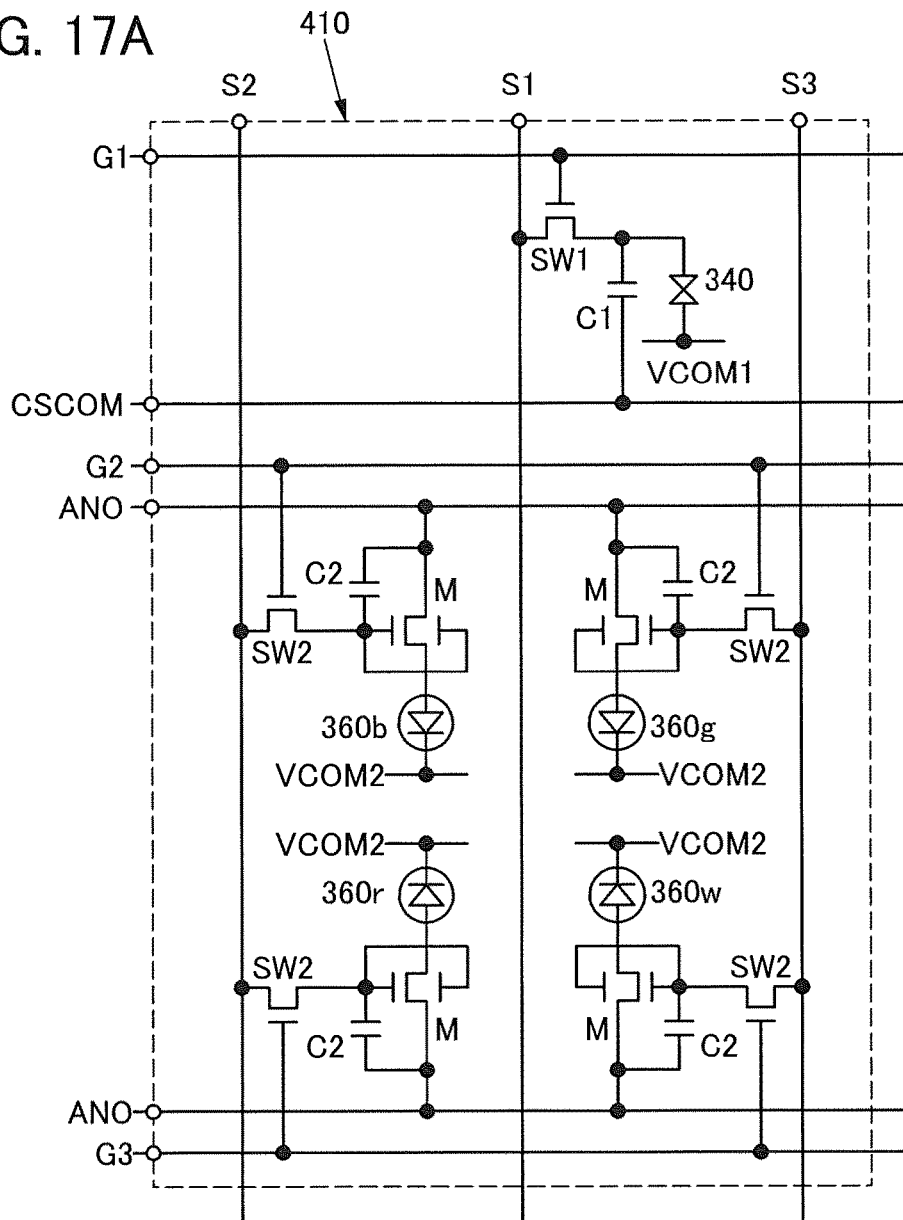 G. 17A
410
S2 S1 S3
G1
SW1
C1
340
VCOM1
CSCOM
G2
ANO
C2 M M C2
SW2 SW2
360b 360g
VCOM2 VCOM2
VCOM2 VCOM2
360r 360w
SW2 SW2
C2 M M C2
ANO
G3